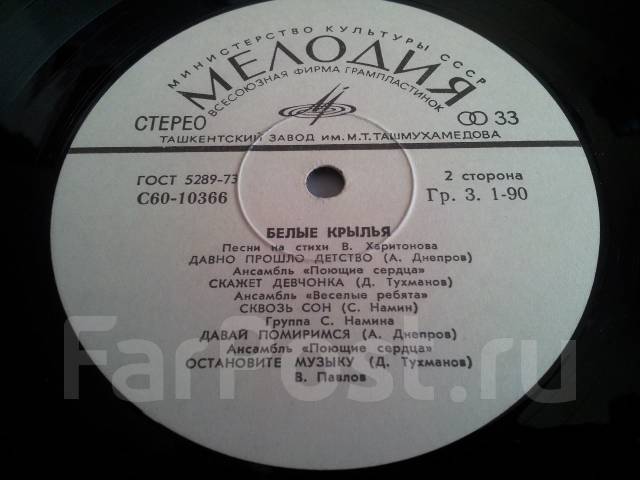 МИНИСТЕРСТВО КУЛЬТУРЫ СССР
МЕЛОДИЯ
ВСЕСОЮЗНАЯ ФИРМА ГРАМПЛАСТИНОК
СТЕРЕО
33
ТАШКЕНТСКИЙ ЗАВОД ИМ. М.Т. ТАШМУХАМЕДОВА
ГОСТ 5289-73
2 сторона
С60-10366
Гр. 3. 1-90
БЕЛЫЕ КРЫЛЬЯ
Песни на стихи В. Харитонова
ДАВНО ПРОШЛО ДЕТСТВО (А. Днепров)
Ансамбль «Поющие сердца»
СКАЖЕТ ДЕВЧОНКА (Д. Тухманов)
Ансамбль «Веселые ребята»
СКВОЗЬ СОН (С. Намин)
Группа С. Намина
ДАВАЙ ПОМИРИМСЯ (А. Днепров)
Ансамбль «Поющие сердца»
ОСТАНОВИТЕ МУЗЫКУ (Д. Тухманов)
В. Павлов
FarPost.ru